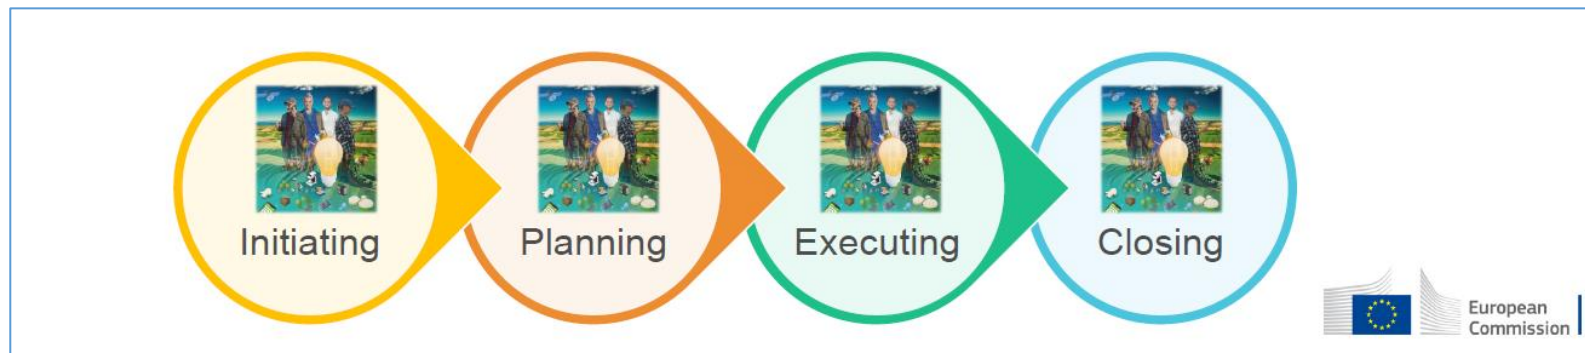 Initiating
Planning
Executing
Closing
European
Commission